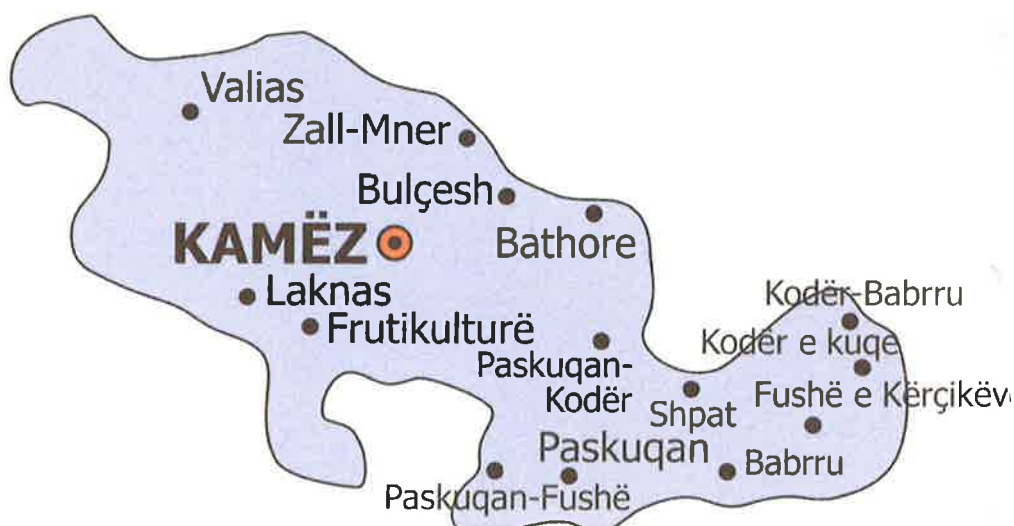 Valias
Zall-Mner
Bulçesh
KAMËZ
Bathore
Laknas
Kodër-Babrru
Frutikulturë
Kodër e kuqe
Paskuqan-
Kodër
Fushë e Kërçikëve
Shpat
Paskuqan
Babrru
Paskuqan-Fushë